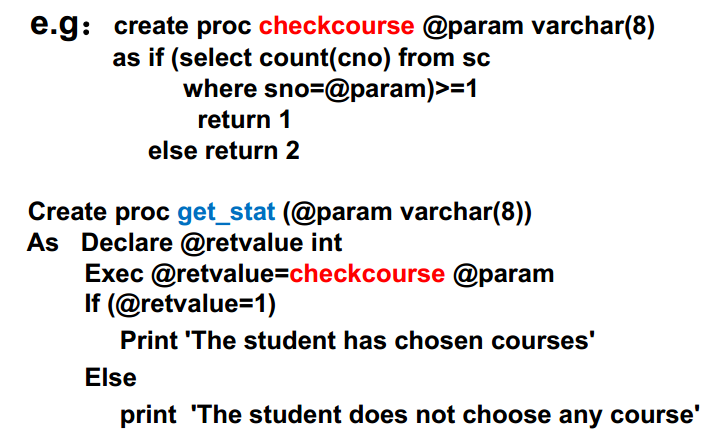 e.g： create proc checkcourse @param varchar(8)
as if (select count(cno) from sc
where sno=@param)>=1
return 1
else return 2
Create proc get_stat (@param varchar(8))
As Declare @retvalue int
Exec @retvalue=checkcourse @param
If (@retvalue=1)
Print 'The student has chosen courses'
Else
print 'The student does not choose any course'